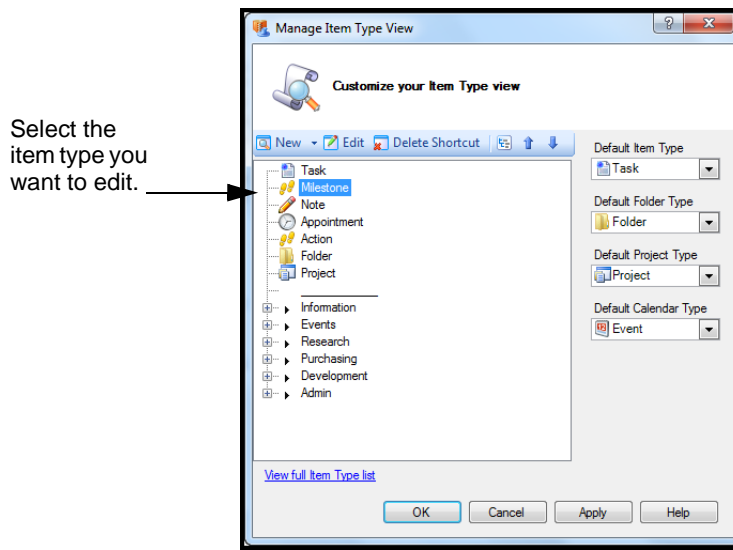 Manage Item Type View
Customize your Item Type view
Select the
item type you
want to edit.
New Edit Delete Shortcut
Task
Milestone
Note
Appointment
Action
Folder
Project
Information
Events
Research
Purchasing
Development
Admin
Default Item Type
Task
Default Folder Type
Folder
Default Project Type
Project
Default Calendar Type
Event
View full Item Type list
OK Cancel Apply Help